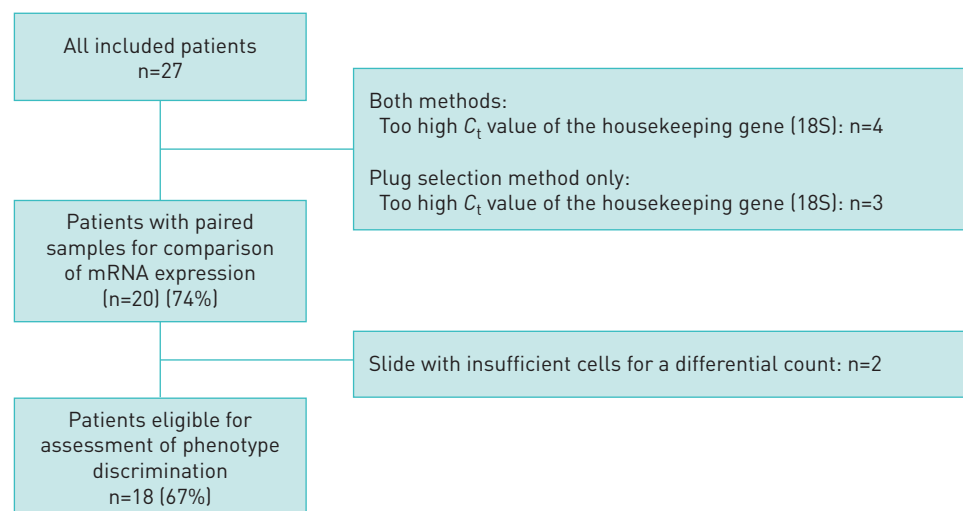 All included patients
n=27
Both methods:
Too high Ct value of the housekeeping gene (18S): n=4
Plug selection method only:
Too high Ct value of the housekeeping gene (18S): n=3
Patients with paired
samples for comparison
of mRNA expression
(n=20) (74%)
Slide with insufficient cells for a differential count: n=2
Patients eligible for
assessment of phenotype
discrimination
n=18 (67%)